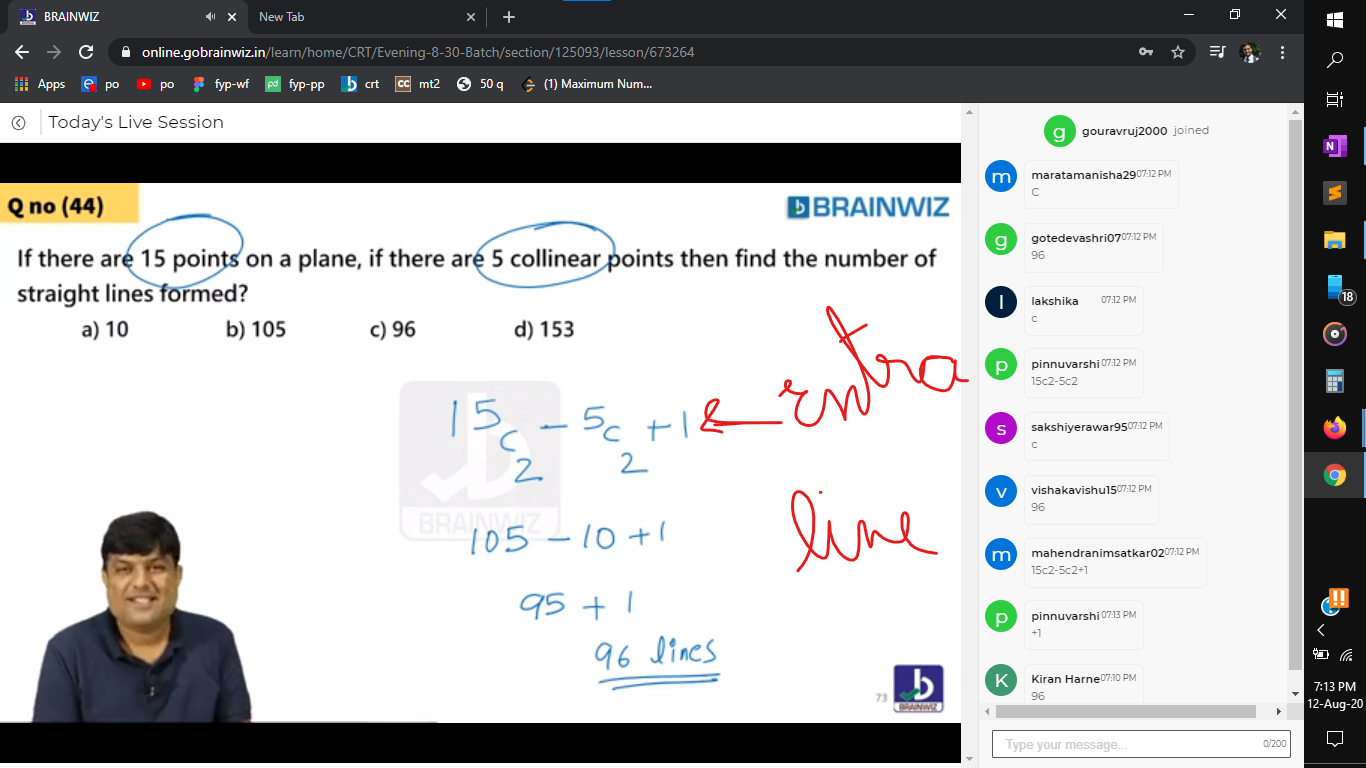 BRAINWIZ
New Tab
online.gobrainwiz.in/learn/home/CRT/Evening-8-30-Batch/section/125093/lesson/673264
Apps po po fyp-wf fyp-pp crt CC mt2 50 q (1) Maximum Num...
Today's Live Session
Q no (44)
BRAINWIZ
If there are 15 points on a plane, if there are 5 collinear points then find the number of
straight lines formed?
a) 10 b) 105 c) 96 d) 153
15C2 - 5C2 + 1 ← extra
line
105 - 10 + 1
95 + 1
96 lines
BRAINWIZ
73
BRAINWIZ
g gouravruj2000 joined
m maratamanisha29 07:12 PM
C
g gotedevashri07 07:12 PM
96
l lakshika 07:12 PM
c
p pinnuvarshi 07:12 PM
15c2-5c2
s sakshiyerawar95 07:12 PM
c
v vishakavishu15 07:12 PM
96
m mahendranimsatkar02 07:12 PM
15c2-5c2+1
p pinnuvarshi 07:13 PM
+1
K Kiran Harne 07:10 PM
96
Type your message... 0/200
N
18
7:13 PM
12-Aug-20